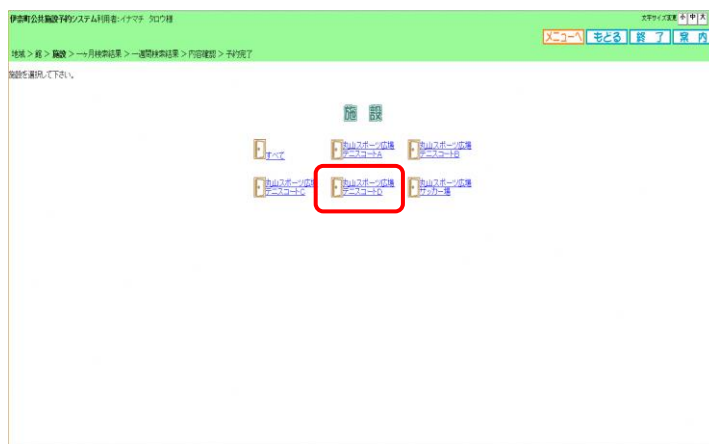 伊奈町公共施設予約システム利用者:イナマチ タロウ様
文字サイズ変更 小 中 大
メニューへ もどる 終 了 案 内
地域 > 館 > 施設 > 一ヶ月検索結果 > 一週間検索結果 > 内容確認 > 予約完了
施設を選択して下さい。
施 設
すべて
丸山スポーツ広場
テニスコートA
丸山スポーツ広場
テニスコートB
丸山スポーツ広場
テニスコートC
丸山スポーツ広場
テニスコートD
丸山スポーツ広場
サッカー場